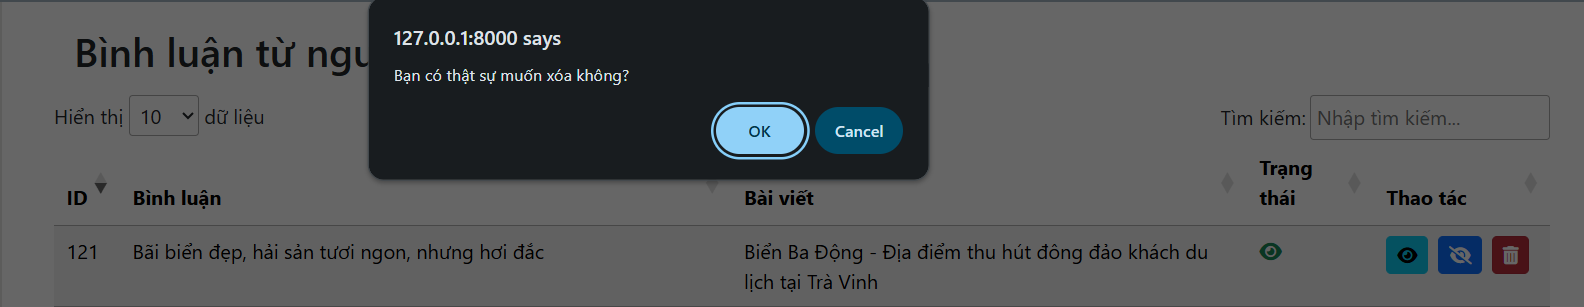 127.0.0.1:8000 says
Bạn có thật sự muốn xóa không?
OK Cancel
Bình luận từ
Hiển thị 10 dữ liệu
Tìm kiếm: Nhập tìm kiếm...
ID Bình luận Bài viết Trạng thái Thao tác
121 Bãi biển đẹp, hải sản tươi ngon, nhưng hơi đắc Biển Ba Động - Địa điểm thu hút đông đảo khách du
lịch tại Trà Vinh